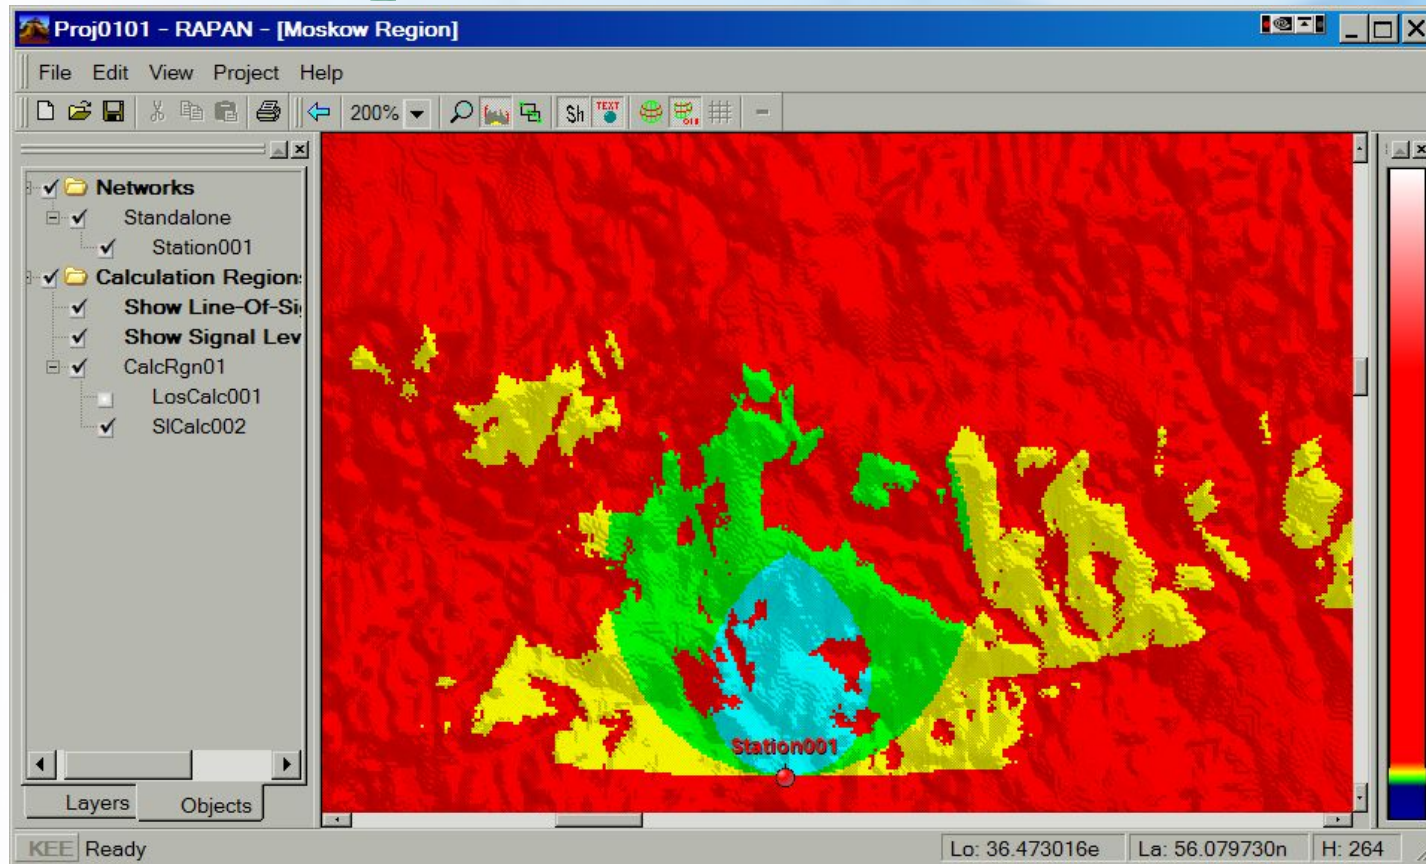 Proj0101 - RAPAN - [Moskow Region]
File Edit View Project Help
200% Sh TEXT
Networks
Standalone
Station001
Calculation Regions
Show Line-Of-Si
Show Signal Lev
CalcRgn01
LosCalc001
SlCalc002
Station001
Layers Objects
KEE Ready Lo: 36.473016e La: 56.079730n H: 264